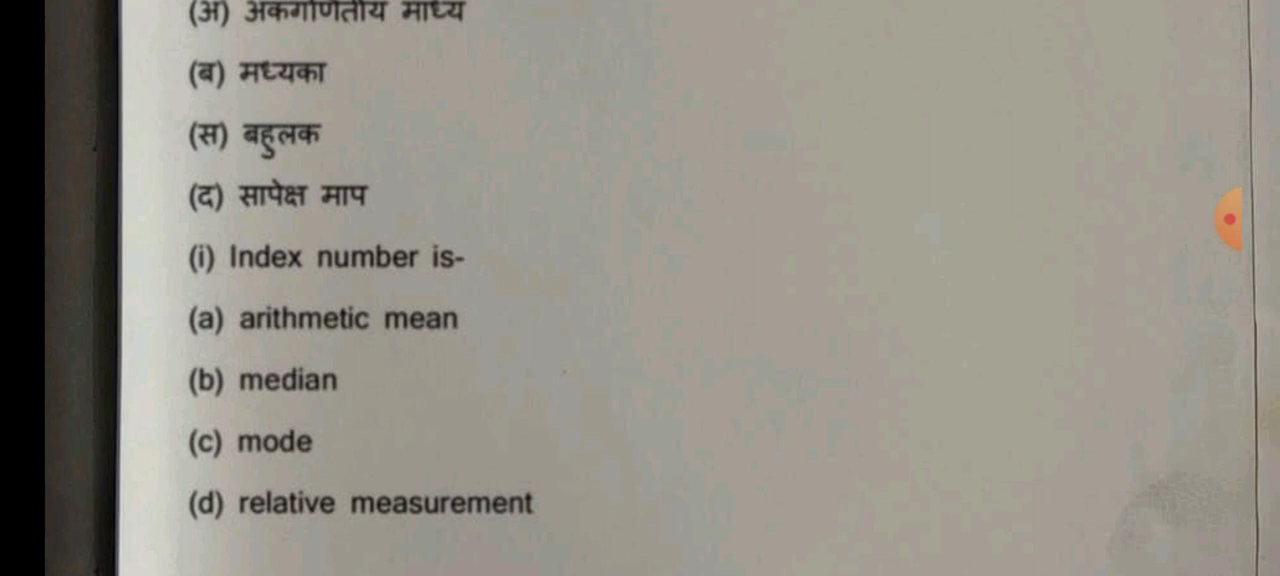 (अ) अंकगणितीय माध्य
(ब) मध्यका
(स) बहुलक
(द) सापेक्ष माप
(i) Index number is-
(a) arithmetic mean
(b) median
(c) mode
(d) relative measurement